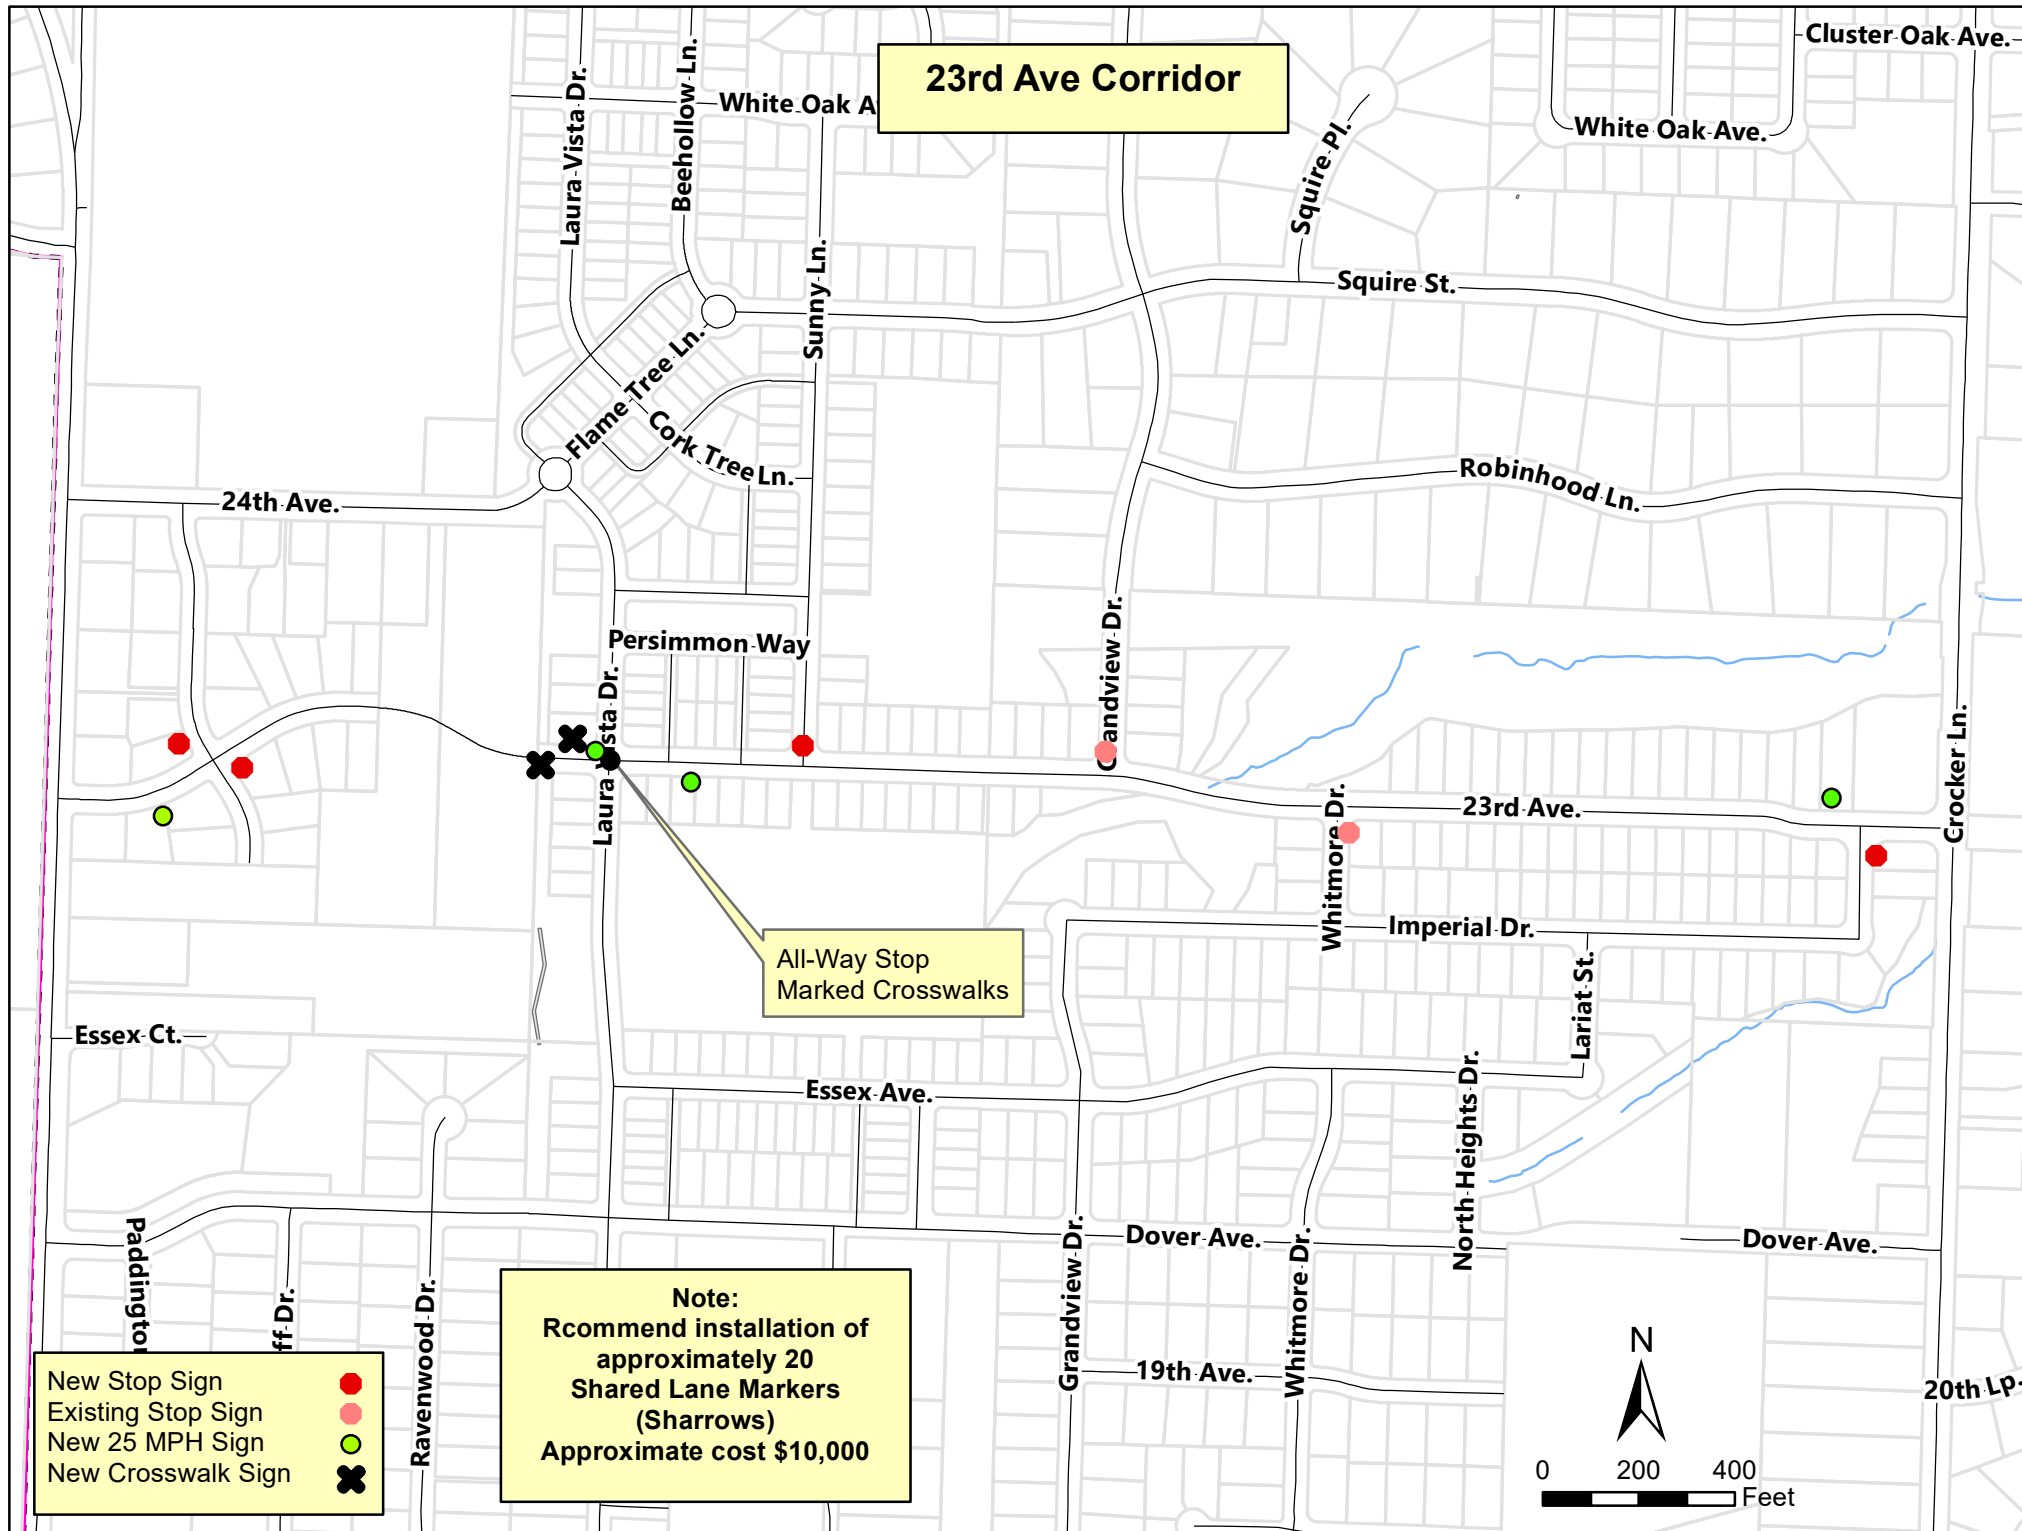 23rd Ave Corridor
Cluster Oak Ave.
White Oak Av
White Oak Ave.
Laura Vista Dr.
Beehollow Ln.
Squire Pl.
Sunny Ln.
Squire St.
Flame Tree Ln.
Cork Tree Ln.
24th Ave.
Robinhood Ln.
Persimmon Way
Laura Vista Dr.
Grandview Dr.
Crocker Ln.
Whitmore Dr.
23rd Ave.
Imperial Dr.
All-Way Stop
Marked Crosswalks
Lariat St.
Essex Ct.
Essex Ave.
North Heights Dr.
Dover Ave.
Dover Ave.
Paddington
ff Dr.
Ravenwood Dr.
Grandview Dr.
Whitmore Dr.
19th Ave.
20th Lp.
Note:
Rcommend installation of
approximately 20
Shared Lane Markers
(Sharrows)
Approximate cost $10,000
New Stop Sign
Existing Stop Sign
New 25 MPH Sign
New Crosswalk Sign
N
0 200 400
Feet